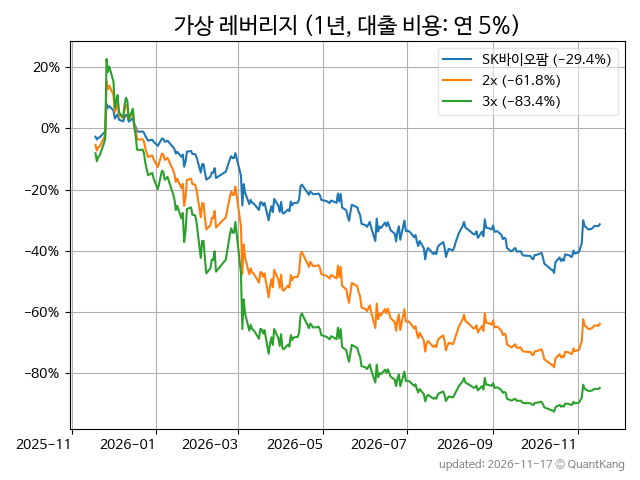 가상 레버리지 (1년, 대출 비용: 연 5%)
SK바이오팜 (−29.4%)
2x (−61.8%)
3x (−83.4%)
20%
0%
−20%
−40%
−60%
−80%
2025−11 2026−01 2026−03 2026−05 2026−07 2026−09 2026−11
updated: 2026-11-17 © QuantKang